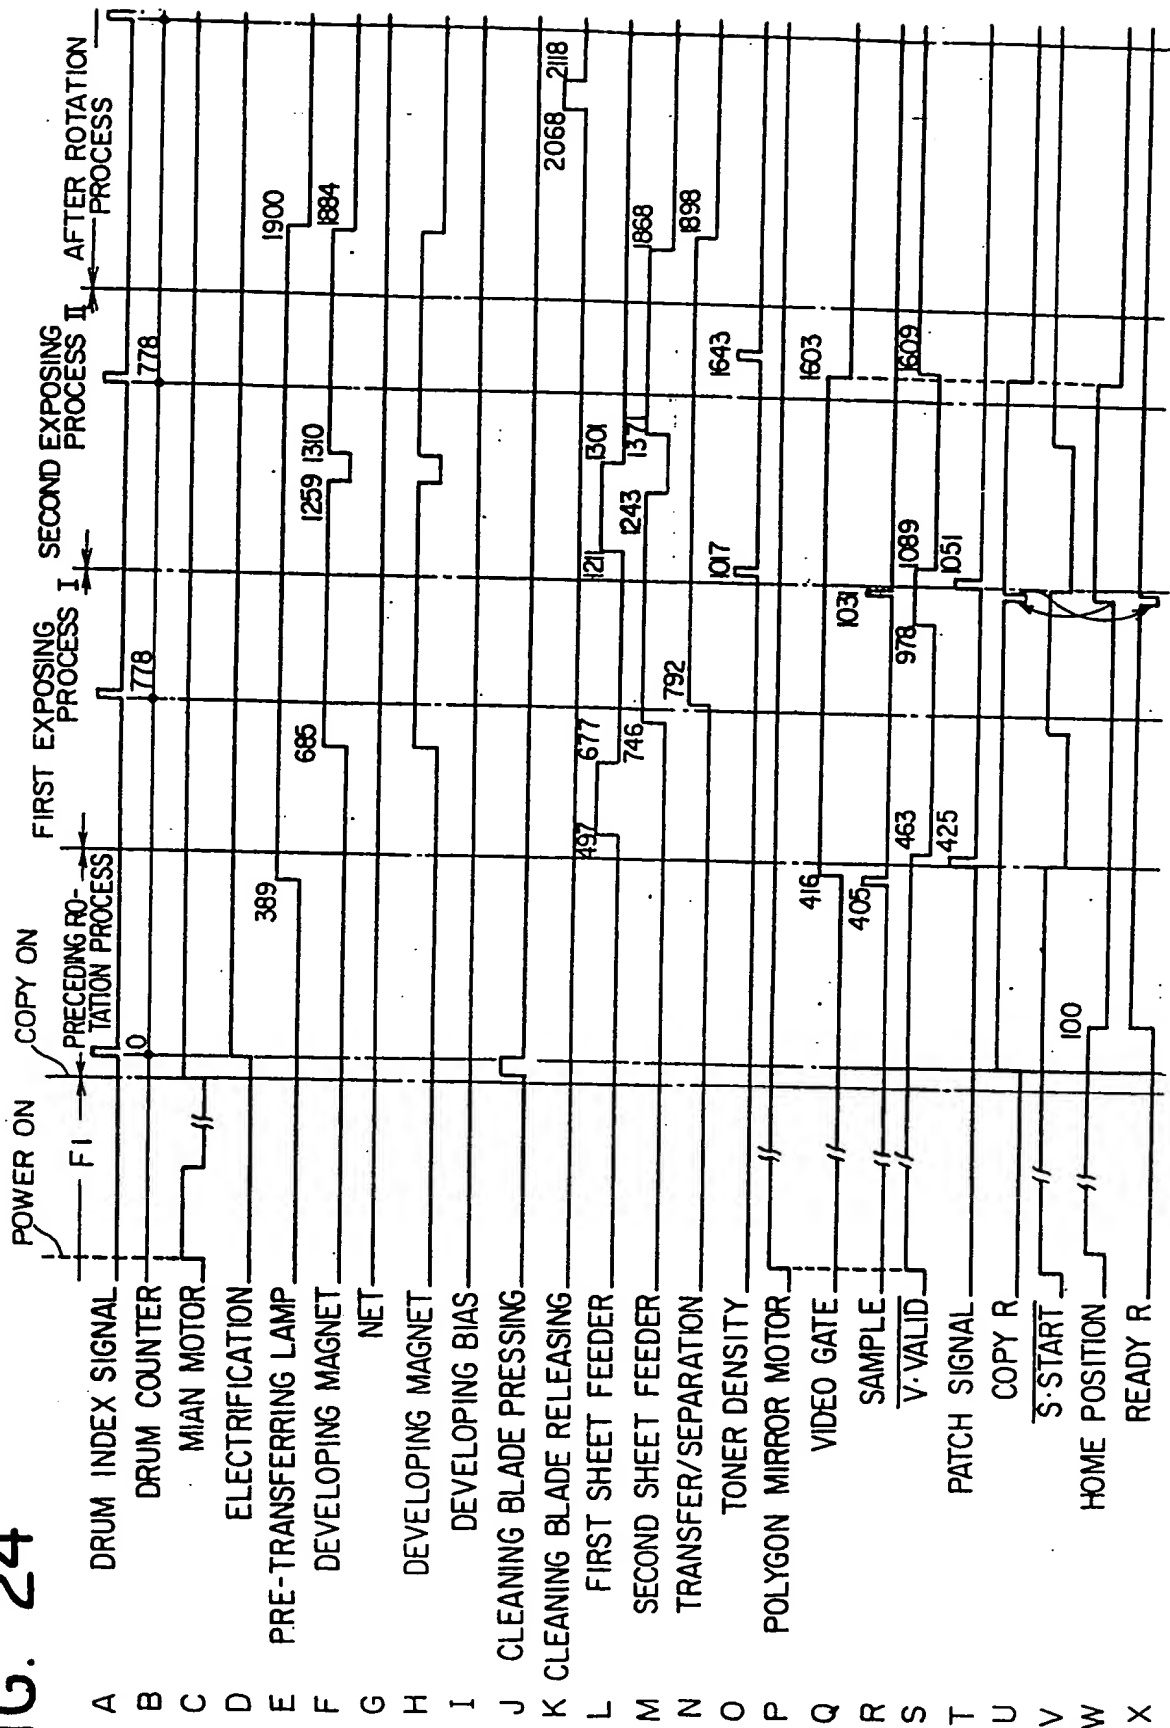 FIG. 24
POWER ON
COPY ON
F1
PRECEDING RO-
TATION PROCESS
FIRST EXPOSING
PROCESS I
SECOND EXPOSING
PROCESS II
AFTER ROTATION
PROCESS
A DRUM INDEX SIGNAL
B DRUM COUNTER 0 778 778
C MIAN MOTOR
D ELECTRIFICATION
E PRE-TRANSFERRING LAMP 389 1900
F DEVELOPING MAGNET 685 1259 1310 1884
G NET
H DEVELOPING MAGNET
I DEVELOPING BIAS
J CLEANING BLADE PRESSING
K CLEANING BLADE RELEASING 2068 2118
L FIRST SHEET FEEDER 497 677 1211 1301
M SECOND SHEET FEEDER 746 1243 1371 1868
N TRANSFER/SEPARATION 792 1898
O TONER DENSITY 1017 1643
P POLYGON MIRROR MOTOR
Q VIDEO GATE 416 1603
R SAMPLE 405 1031
S V·VALID 463 978 1089 1609
T PATCH SIGNAL 425 1051
U COPY R
V S·START
W HOME POSITION 100
X READY R